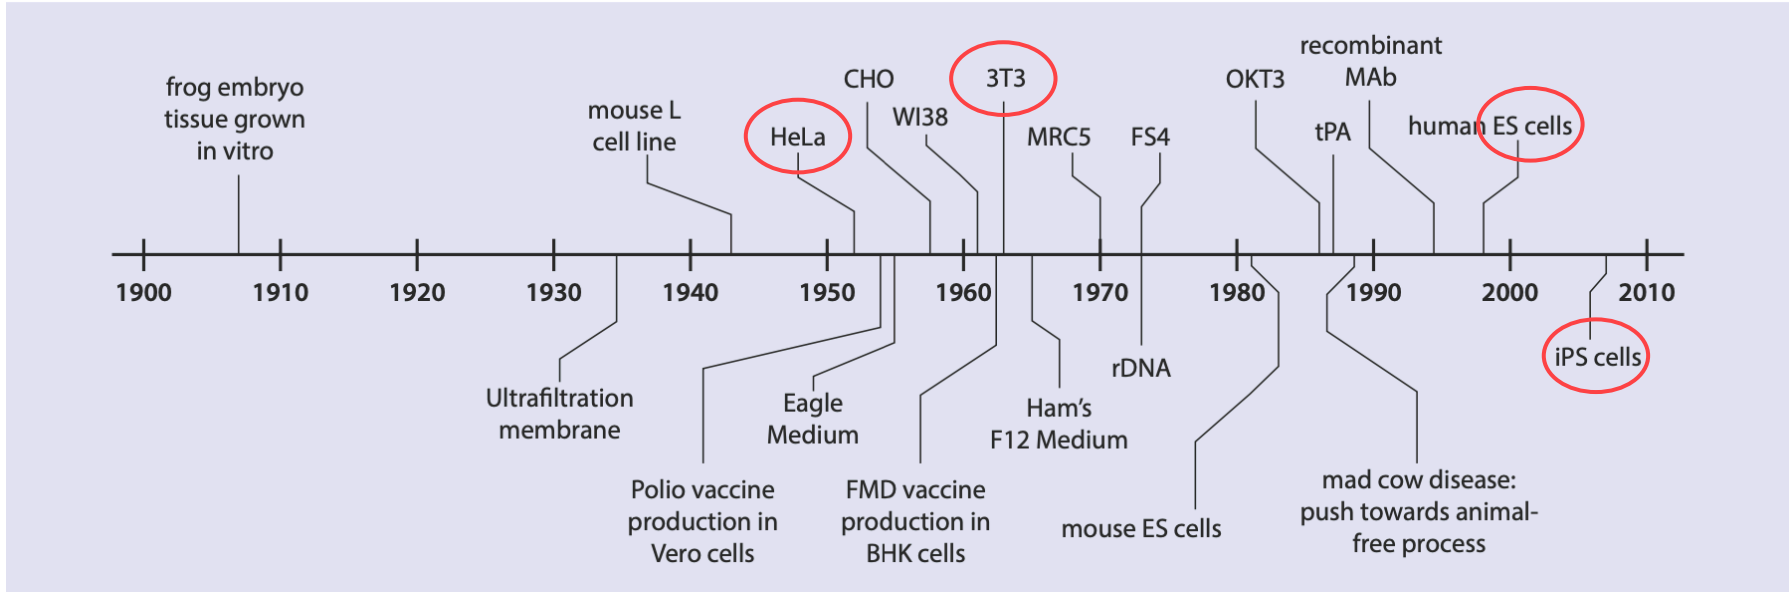 frog embryo
tissue grown
in vitro
mouse L
cell line
HeLa
CHO
WI38
3T3
MRC5
FS4
OKT3
tPA
recombinant
MAb
human ES cells
1900
1910
1920
1930
1940
1950
1960
1970
1980
1990
2000
2010
Ultrafiltration
membrane
Polio vaccine
production in
Vero cells
Eagle
Medium
FMD vaccine
production in
BHK cells
Ham’s
F12 Medium
rDNA
mouse ES cells
mad cow disease:
push towards animal-
free process
iPS cells